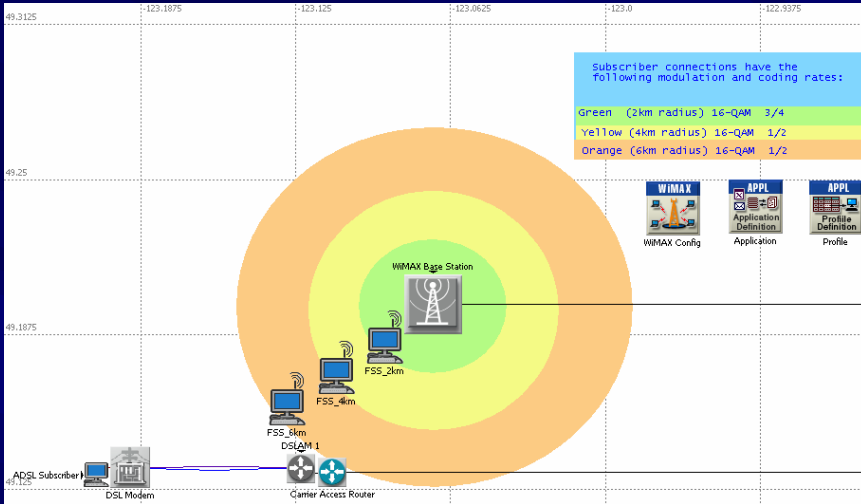 -123.1875
-123.125
-123.0625
-123.0
-122.9375
49.3125
Subscriber connections have the
following modulation and coding rates:
Green (2km radius) 16-QAM 3/4
Yellow (4km radius) 16-QAM 1/2
Orange (6km radius) 16-QAM 1/2
49.25
WiMAX
APPL
APPL
Application
Definition
Profile
Definition
WiMAX Config
Application
Profile
WiMAX Base Station
49.1875
FSS_2km
FSS_4km
FSS_6km
DSLAM 1
ADSL Subscriber
49.125
DSL Modem
Carrier Access Router